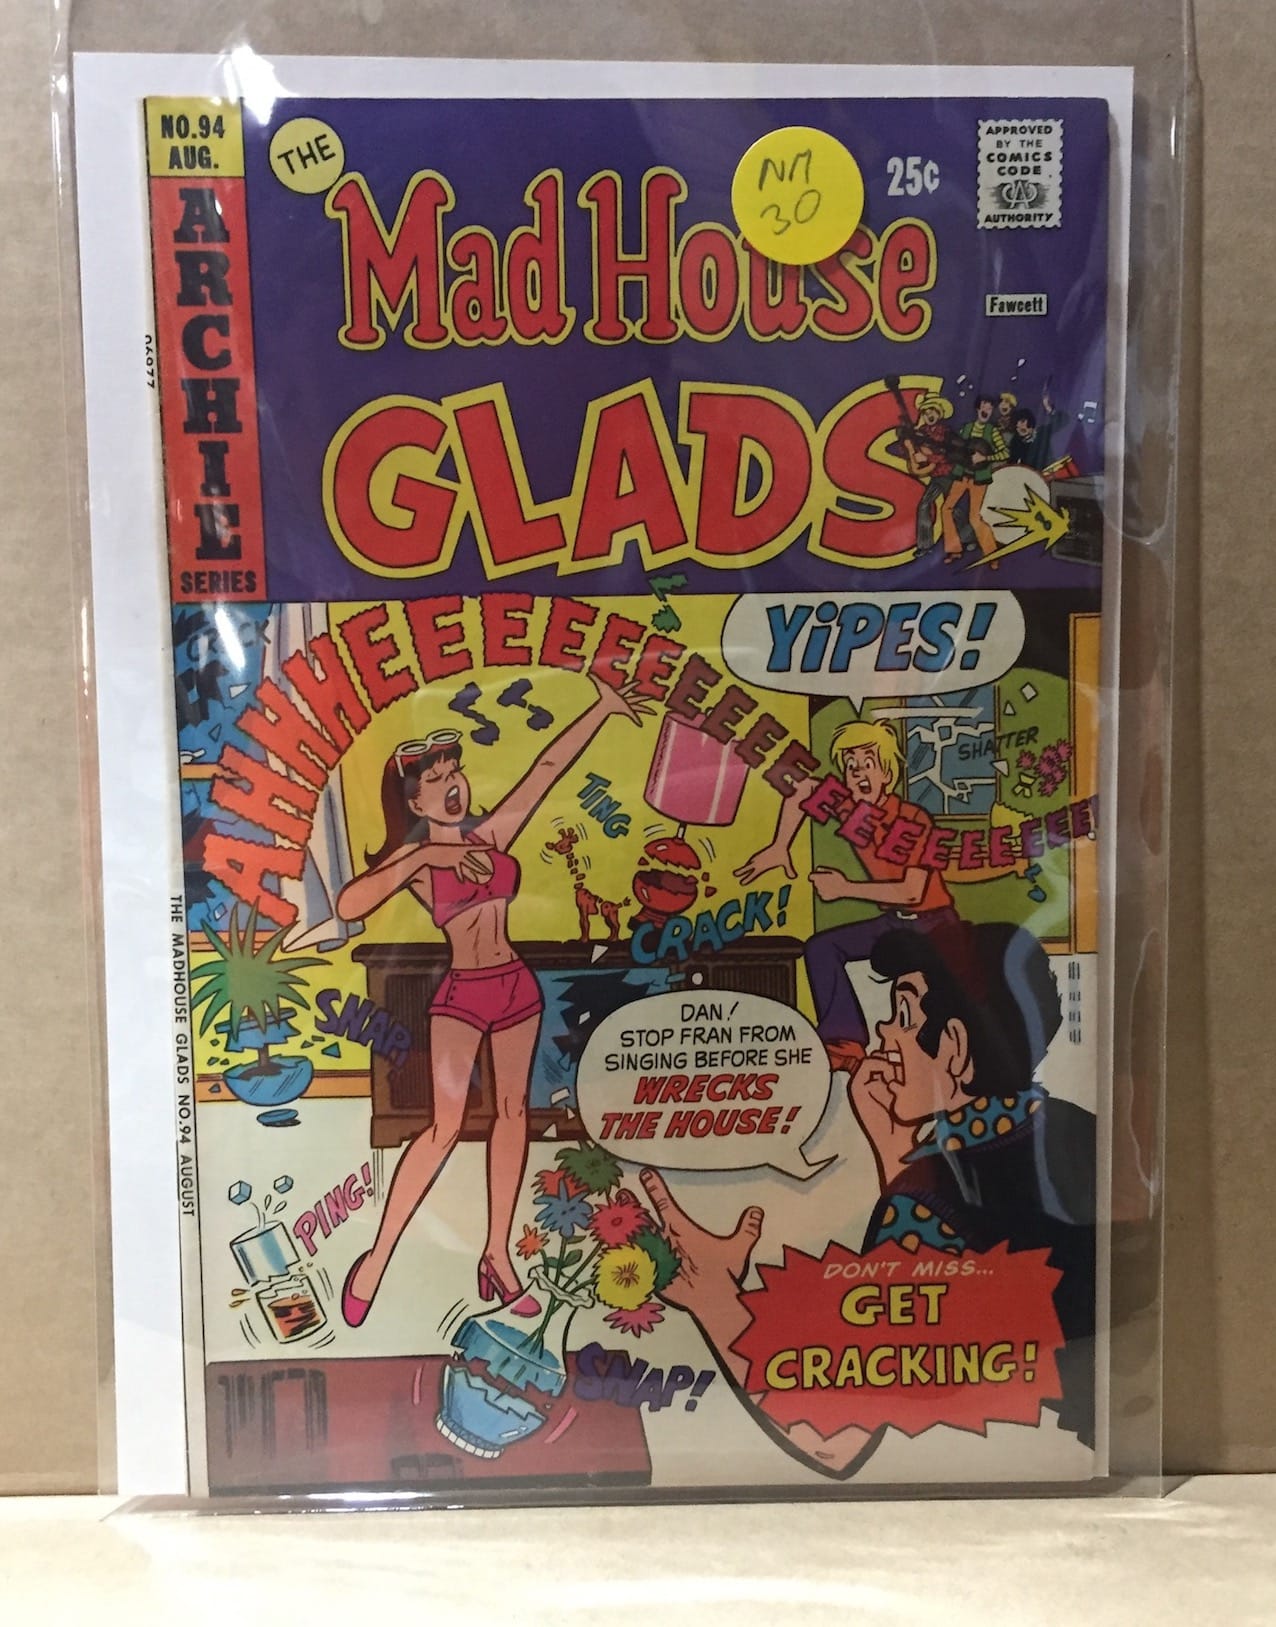 NO.94
AUG.
ARCHIE
SERIES
THE
Mad House
GLADS
NM
30
25¢
APPROVED
BY THE
COMICS
CODE
CA
AUTHORITY
Fawcett
06977
THE MADHOUSE GLADS NO.94 AUGUST
CRACK
AHHHEEEEEEEEEEEEEEEEEEEEE!
YiPES!
SHATTER
TING
CRACK!
SNAP!
DAN!
STOP FRAN FROM
SINGING BEFORE SHE
WRECKS
THE HOUSE!
PING!
SNAP!
DON'T MISS...
GET
CRACKING!